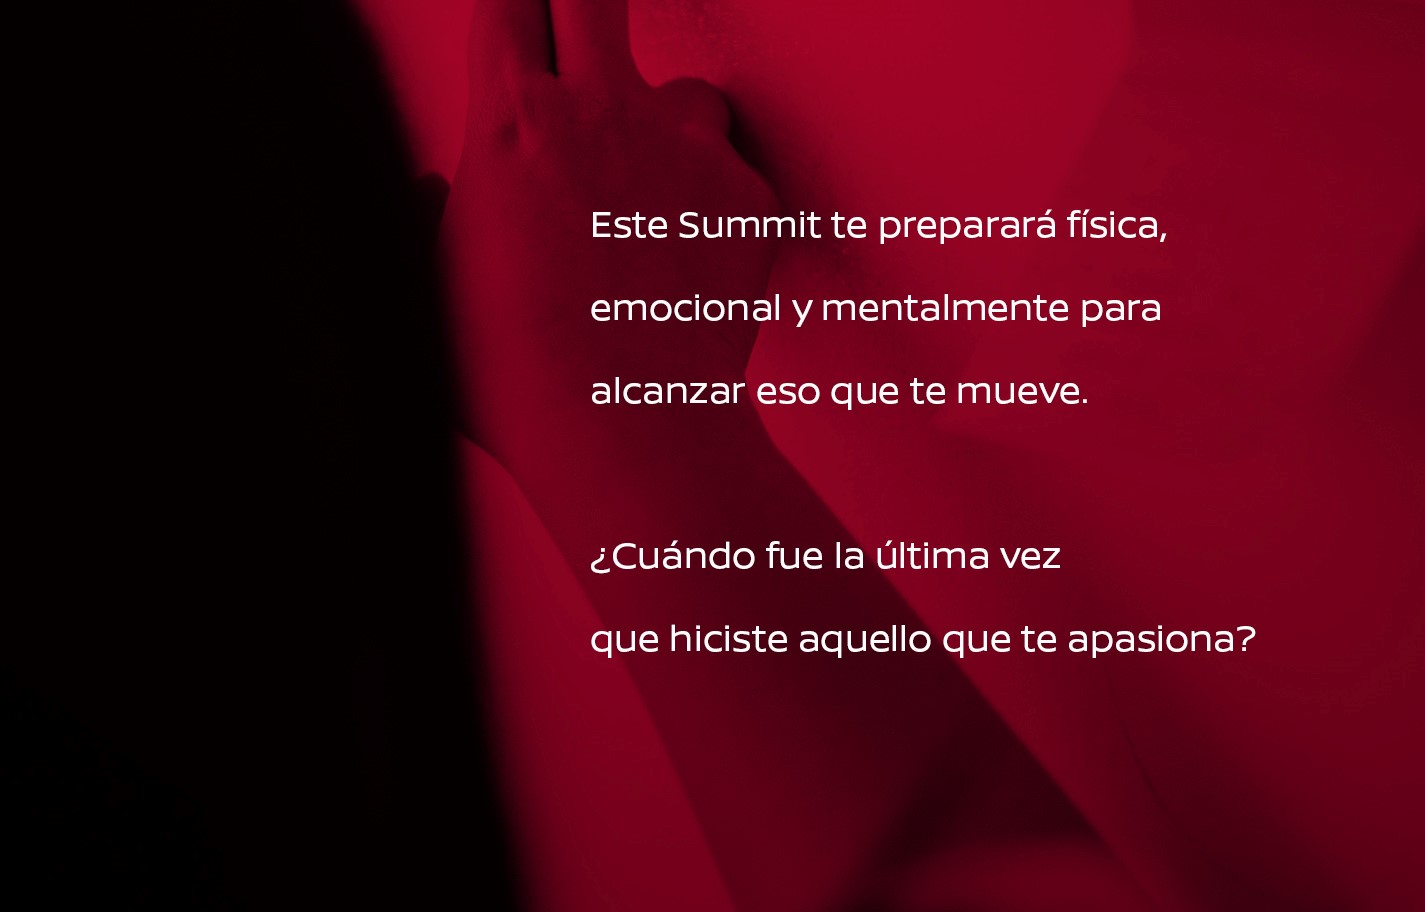 Este Summit te preparará física,
emocional y mentalmente para
alcanzar eso que te mueve.
¿Cuándo fue la última vez
que hiciste aquello que te apasiona?